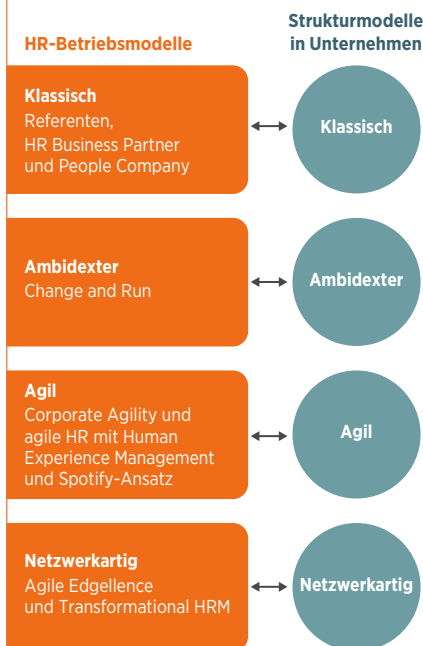 HR-Betriebsmodelle
Strukturmodelle
in Unternehmen
Klassisch
Referenten,
HR Business Partner
und People Company
Klassisch
Ambidexter
Change and Run
Ambidexter
Agil
Corporate Agility und
agile HR mit Human
Experience Management
und Spotify-Ansatz
Agil
Netzwerkartig
Agile Edgellence
und Transformational HRM
Netzwerkartig